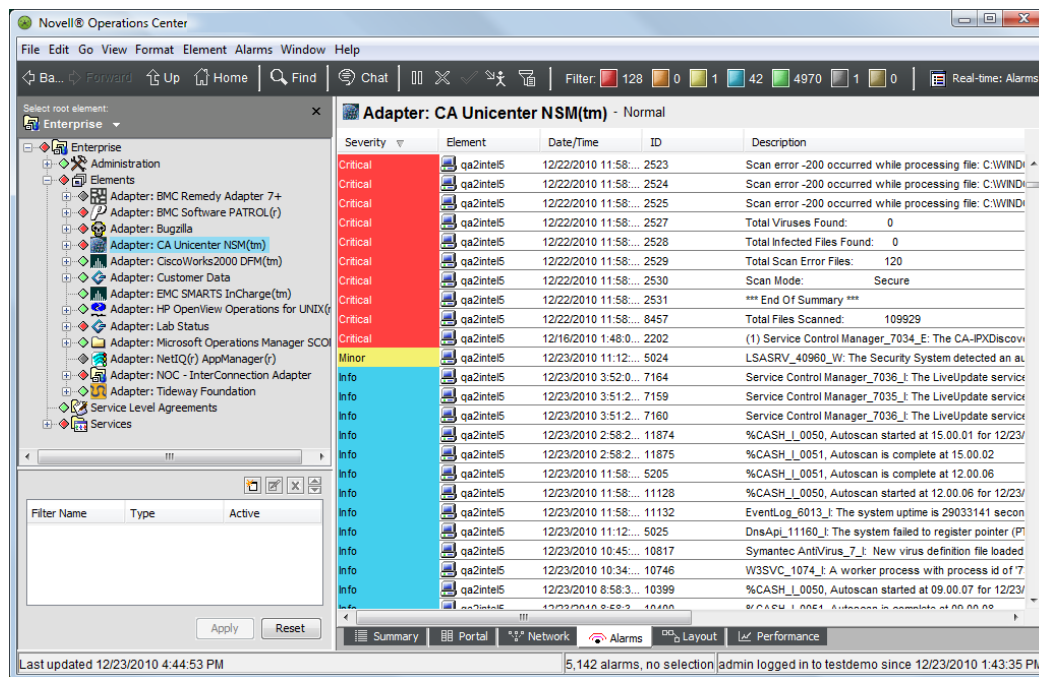 Novell® Operations Center
File Edit Go View Format Element Alarms Window Help
Ba... Forward Up Home Find Chat Filter: 128 0 1 42 4970 1 0 Real-time: Alarms
Select root element:
Enterprise
Enterprise
Administration
Elements
Adapter: BMC Remedy Adapter 7+
Adapter: BMC Software PATROL(r)
Adapter: Bugzilla
Adapter: CA Unicenter NSM(tm)
Adapter: CiscoWorks2000 DFM(tm)
Adapter: Customer Data
Adapter: EMC SMARTS InCharge(tm)
Adapter: HP OpenView Operations for UNIX(r
Adapter: Lab Status
Adapter: Microsoft Operations Manager SCOI
Adapter: NetIQ(r) AppManager(r)
Adapter: NOC - InterConnection Adapter
Adapter: Tideway Foundation
Service Level Agreements
Services
Filter Name Type Active
Apply Reset
Adapter: CA Unicenter NSM(tm) - Normal
Severity Element Date/Time ID Description
Critical qa2intel5 12/22/2010 11:58:... 2523 Scan error -200 occurred while processing file: C:\WIND
Critical qa2intel5 12/22/2010 11:58:... 2524 Scan error -200 occurred while processing file: C:\WIND
Critical qa2intel5 12/22/2010 11:58:... 2525 Scan error -200 occurred while processing file: C:\WIND
Critical qa2intel5 12/22/2010 11:58:... 2527 Total Viruses Found: 0
Critical qa2intel5 12/22/2010 11:58:... 2528 Total Infected Files Found: 0
Critical qa2intel5 12/22/2010 11:58:... 2529 Total Scan Error Files: 120
Critical qa2intel5 12/22/2010 11:58:... 2530 Scan Mode: Secure
Critical qa2intel5 12/22/2010 11:58:... 2531 *** End Of Summary ***
Critical qa2intel5 12/22/2010 11:58:... 8457 Total Files Scanned: 109929
Critical qa2intel5 12/16/2010 1:48:0... 2202 (1) Service Control Manager_7034_E: The CA-IPXDiscov
Minor qa2intel5 12/23/2010 11:12:... 5024 LSASRV_40960_W: The Security System detected an au
Info qa2intel5 12/23/2010 3:52:0... 7164 Service Control Manager_7036_I: The LiveUpdate service
Info qa2intel5 12/23/2010 3:51:2... 7159 Service Control Manager_7035_I: The LiveUpdate service
Info qa2intel5 12/23/2010 3:51:2... 7160 Service Control Manager_7036_I: The LiveUpdate service
Info qa2intel5 12/23/2010 2:58:2... 11874 %CASH_I_0050, Autoscan started at 15.00.01 for 12/23/
Info qa2intel5 12/23/2010 2:58:2... 11875 %CASH_I_0051, Autoscan is complete at 15.00.02
Info qa2intel5 12/23/2010 11:58:... 5205 %CASH_I_0051, Autoscan is complete at 12.00.06
Info qa2intel5 12/23/2010 11:58:... 11128 %CASH_I_0050, Autoscan started at 12.00.06 for 12/23/
Info qa2intel5 12/23/2010 11:58:... 11132 EventLog_6013_I: The system uptime is 29033141 secon
Info qa2intel5 12/23/2010 11:12:... 5025 DnsApi_11160_I: The system failed to register pointer (PT
Info qa2intel5 12/23/2010 10:45:... 10817 Symantec AntiVirus_7_I: New virus definition file loaded
Info qa2intel5 12/23/2010 10:34:... 10746 W3SVC_1074_I: A worker process with process id of '7
Info qa2intel5 12/23/2010 8:58:3... 10399 %CASH_I_0050, Autoscan started at 09.00.07 for 12/23/
Info qa2intel5 12/23/2010 8:58:3... 10400 %CASH_I_0051, Autoscan is complete at 09.00.08
Summary Portal Network Alarms Layout Performance
Last updated 12/23/2010 4:44:53 PM 5,142 alarms, no selection admin logged in to testdemo since 12/23/2010 1:43:35 PM